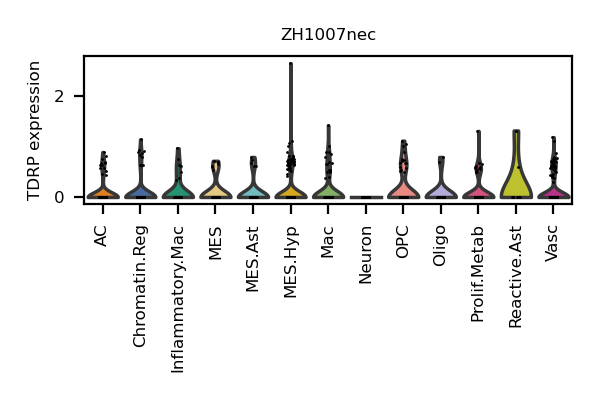 ZH1007nec
TDRP expression
2
0
AC
Chromatin.Reg
Inflammatory.Mac
MES
MES.Ast
MES.Hyp
Mac
Neuron
OPC
Oligo
Prolif.Metab
Reactive.Ast
Vasc